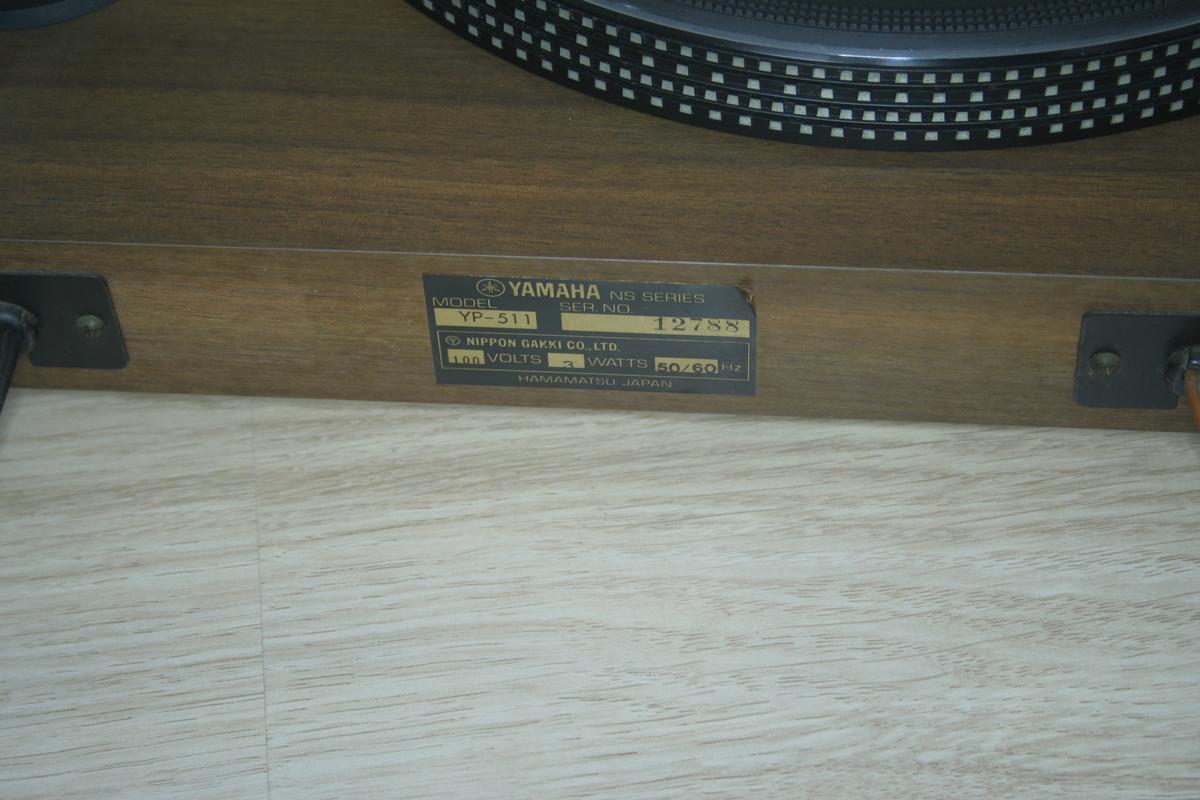 YAMAHA NS SERIES
MODEL SER. NO.
YP-511 12788
NIPPON GAKKI CO., LTD.
100 VOLTS 3 WATTS 50/60 Hz
HAMAMATSU JAPAN